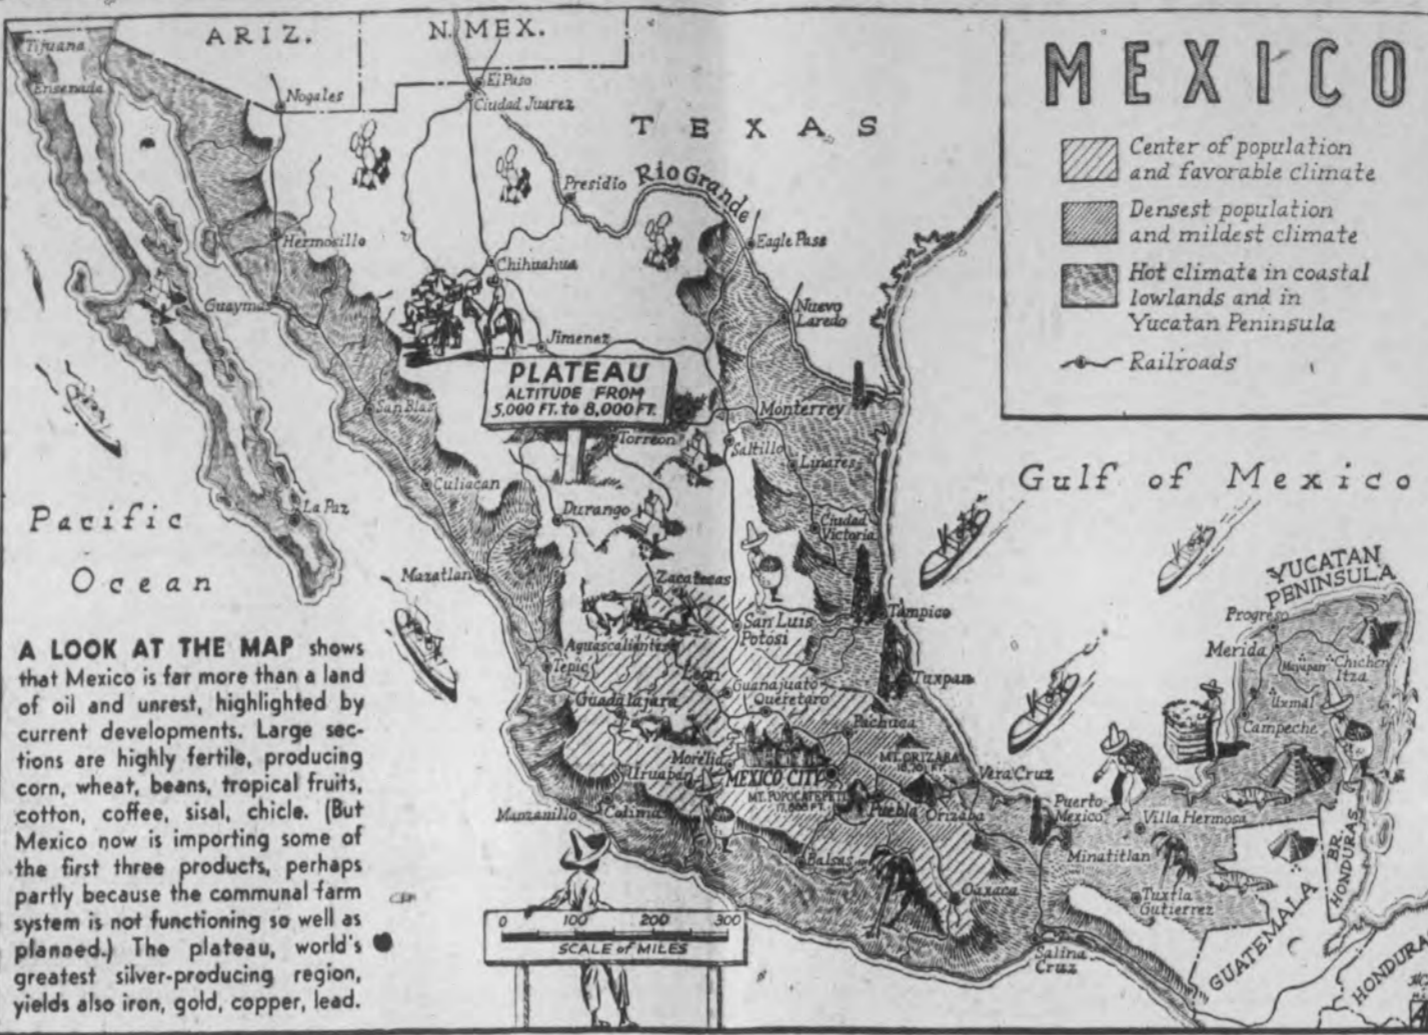 MEXICO
Center of population
and favorable climate
Densest population
and mildest climate
Hot climate in coastal
lowlands and in
Yucatan Peninsula
Railroads
ARIZ.
N. MEX.
TEXAS
Tijuana
Ensenada
Nogales
El Paso
Ciudad Juarez
Presidio
Rio Grande
Eagle Pass
Hermosillo
Chihuahua
Guaymas
Nuevo
Laredo
Jimenez
PLATEAU
ALTITUDE FROM
5,000 FT. to 8,000 FT.
San Blas
Monterrey
Torreon
Saltillo
Linares
Culiacan
La Paz
Durango
Ciudad
Victoria
Gulf of Mexico
Pacific
Ocean
Mazatlan
Zacatecas
Tampico
San Luis
Potosi
Aguascalientes
Tepic
Leon
Guanajuato
Queretaro
Tuxpan
Guadalajara
Pachuca
Morelia
Uruapan
MEXICO CITY
MT. ORIZABA
MT. POPOCATEPETL
Vera Cruz
Manzanillo
Colima
Puebla
Orizaba
Puerto
Mexico
Villa Hermosa
Minatitlan
Balsas
Oaxaca
Tuxtla
Gutierrez
Salina
Cruz
YUCATAN
PENINSULA
Progreso
Merida
Mayapan
Chichen
Itza
Uxmal
Campeche
BR.
HONDURAS
GUATEMALA
HONDURA
0 100 200 300
SCALE of MILES
A LOOK AT THE MAP shows
that Mexico is far more than a land
of oil and unrest, highlighted by
current developments. Large sec-
tions are highly fertile, producing
corn, wheat, beans, tropical fruits,
cotton, coffee, sisal, chicle. (But
Mexico now is importing some of
the first three products, perhaps
partly because the communal farm
system is not functioning so well as
planned.) The plateau, world's
greatest silver-producing region,
yields also iron, gold, copper, lead.